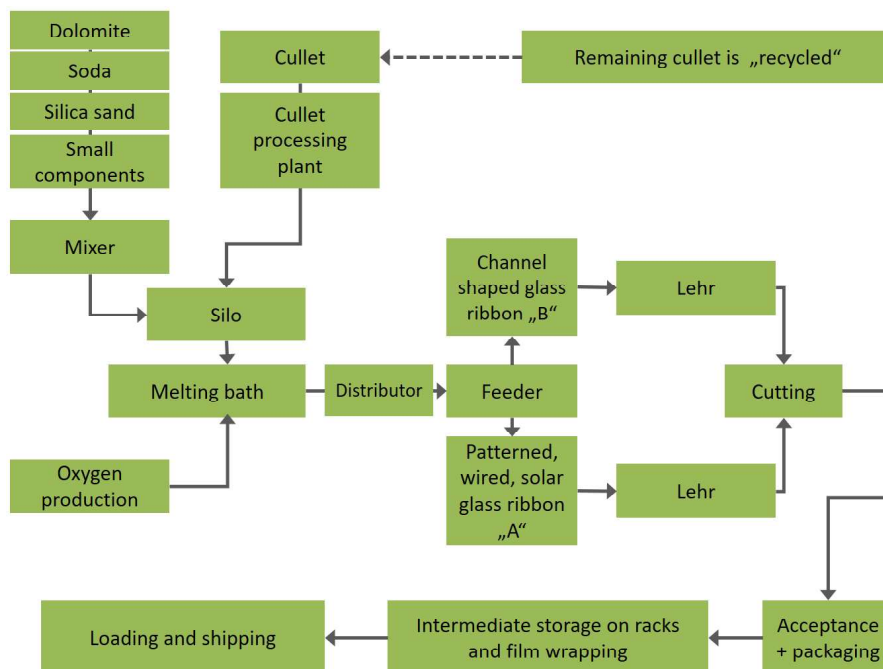 Dolomite
Soda
Silica sand
Small
components
Mixer
Cullet
Cullet
processing
plant
Remaining cullet is „recycled“
Silo
Melting bath
Oxygen
production
Distributor
Feeder
Channel
shaped glass
ribbon „B“
Lehr
Patterned,
wired, solar
glass ribbon
„A“
Lehr
Cutting
Acceptance
+ packaging
Intermediate storage on racks
and film wrapping
Loading and shipping